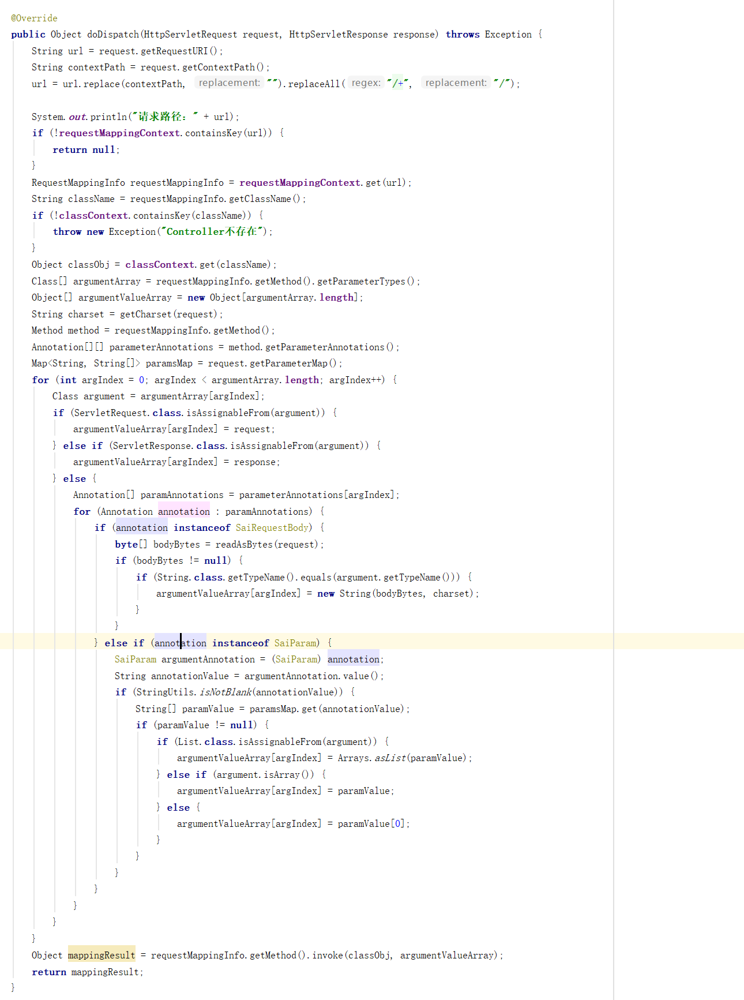 @Override
public Object doDispatch(HttpServletRequest request, HttpServletResponse response) throws Exception {
    String url = request.getRequestURI();
    String contextPath = request.getContextPath();
    url = url.replace(contextPath, replacement: "").replaceAll( regex: "/+", replacement: "/");

    System.out.println("请求路径：" + url);
    if (!requestMappingContext.containsKey(url)) {
        return null;
    }
    RequestMappingInfo requestMappingInfo = requestMappingContext.get(url);
    String className = requestMappingInfo.getClassName();
    if (!classContext.containsKey(className)) {
        throw new Exception("Controller不存在");
    }
    Object classObj = classContext.get(className);
    Class[] argumentArray = requestMappingInfo.getMethod().getParameterTypes();
    Object[] argumentValueArray = new Object[argumentArray.length];
    String charset = getCharset(request);
    Method method = requestMappingInfo.getMethod();
    Annotation[][] parameterAnnotations = method.getParameterAnnotations();
    Map<String, String[]> paramsMap = request.getParameterMap();
    for (int argIndex = 0; argIndex < argumentArray.length; argIndex++) {
        Class argument = argumentArray[argIndex];
        if (ServletRequest.class.isAssignableFrom(argument)) {
            argumentValueArray[argIndex] = request;
        } else if (ServletResponse.class.isAssignableFrom(argument)) {
            argumentValueArray[argIndex] = response;
        } else {
            Annotation[] paramAnnotations = parameterAnnotations[argIndex];
            for (Annotation annotation : paramAnnotations) {
                if (annotation instanceof SaiRequestBody) {
                    byte[] bodyBytes = readAsBytes(request);
                    if (bodyBytes != null) {
                        if (String.class.getTypeName().equals(argument.getTypeName())) {
                            argumentValueArray[argIndex] = new String(bodyBytes, charset);
                        }
                    }
                } else if (annotation instanceof SaiParam) {
                    SaiParam argumentAnnotation = (SaiParam) annotation;
                    String annotationValue = argumentAnnotation.value();
                    if (StringUtils.isNotBlank(annotationValue)) {
                        String[] paramValue = paramsMap.get(annotationValue);
                        if (paramValue != null) {
                            if (List.class.isAssignableFrom(argument)) {
                                argumentValueArray[argIndex] = Arrays.asList(paramValue);
                            } else if (argument.isArray()) {
                                argumentValueArray[argIndex] = paramValue;
                            } else {
                                argumentValueArray[argIndex] = paramValue[0];
                            }
                        }
                    }
                }
            }
        }
    }
    Object mappingResult = requestMappingInfo.getMethod().invoke(classObj, argumentValueArray);
    return mappingResult;
}